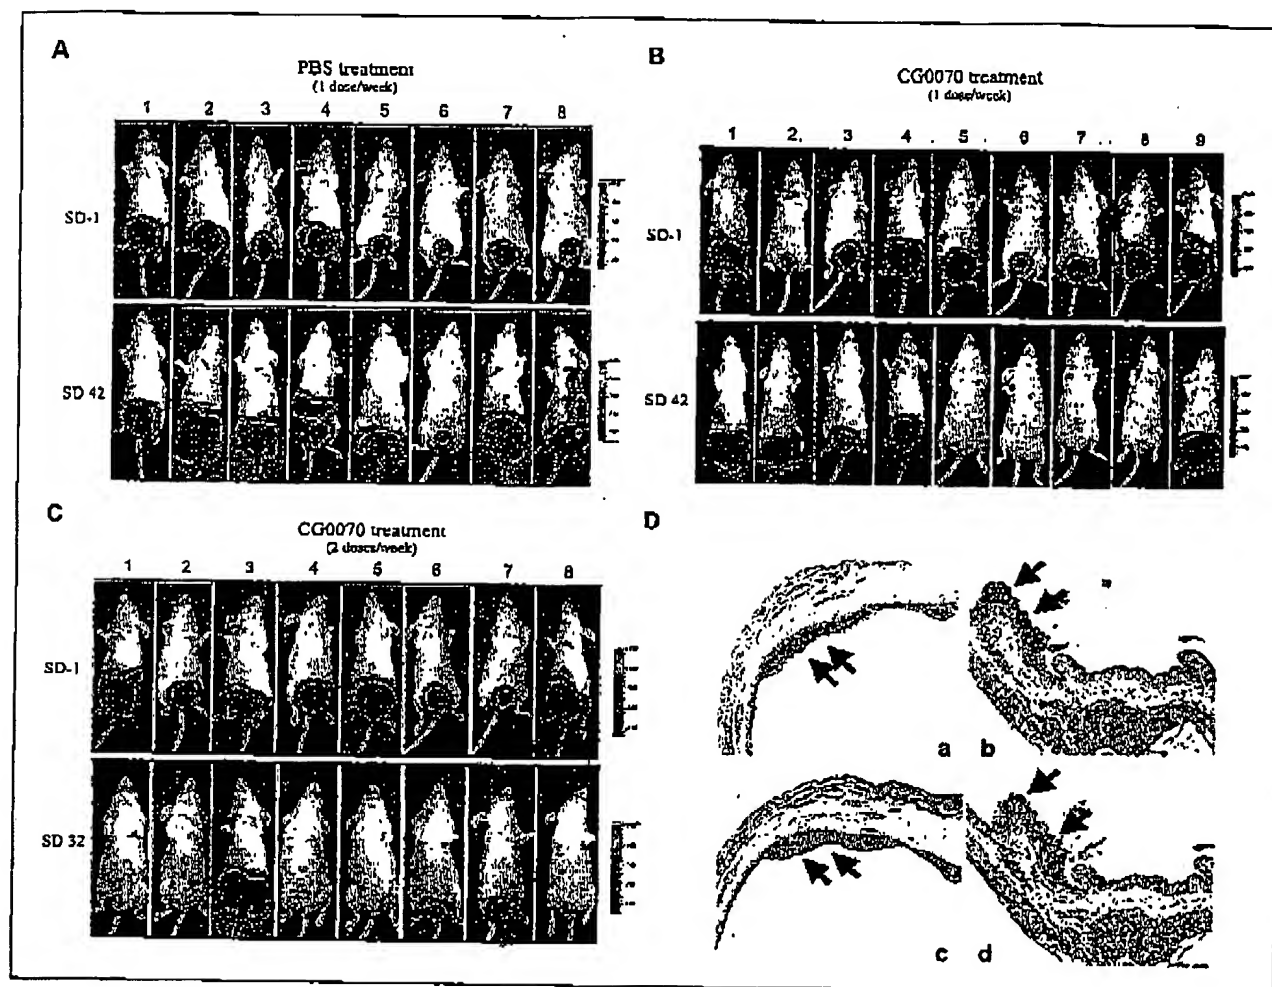 A
PBS treatment
(1 dose/week)
1 2 3 4 5 6 7 8
SD-1
SD 42
B
CG0070 treatment
(1 dose/week)
1 2 3 4 5 6 7 8 9
SD-1
SD 42
C
CG0070 treatment
(2 doses/week)
1 2 3 4 5 6 7 8
SD-1
SD 32
D
a b
c d